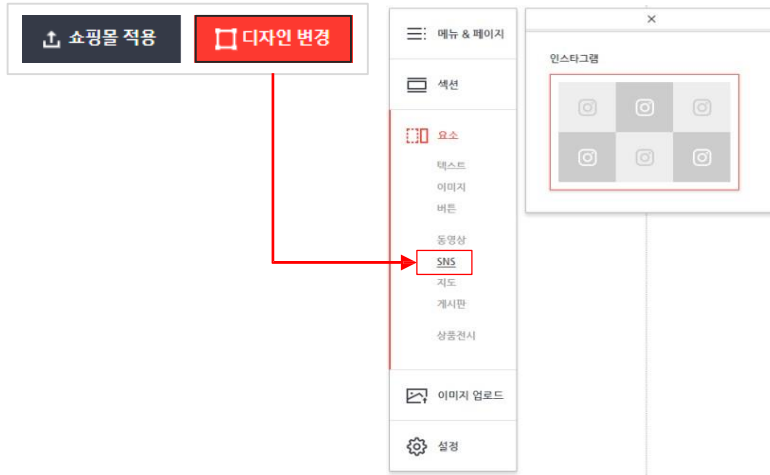 쇼핑몰 적용
디자인 변경
메뉴 & 페이지
섹션
요소
텍스트
이미지
버튼
동영상
SNS
지도
게시판
상품전시
이미지 업로드
설정
인스타그램